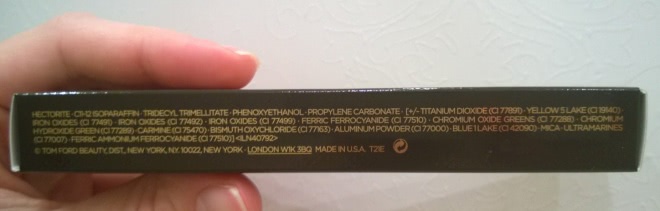 HECTORITE · C11-12 ISOPARAFFIN · TRIDECYL TRIMELLITATE · PHENOXYETHANOL · PROPYLENE CARBONATE · [+/- TITANIUM DIOXIDE (CI 77891) · YELLOW 5 LAKE (CI 19140) ·
IRON OXIDES (CI 77491) · IRON OXIDES (CI 77492) · IRON OXIDES (CI 77499) · FERRIC FERROCYANIDE (CI 77510) · CHROMIUM OXIDE GREENS (CI 77288) · CHROMIUM
HYDROXIDE GREEN (CI 77289) · CARMINE (CI 75470) · BISMUTH OXYCHLORIDE (CI 77163) · ALUMINUM POWDER (CI 77000) · BLUE 1 LAKE (CI 42090) · MICA · ULTRAMARINES
(CI 77007) · FERRIC AMMONIUM FERROCYANIDE (CI 77510)] <ILN40792>
© TOM FORD BEAUTY, DIST., NEW YORK, N.Y. 10022, NEW YORK · LONDON W1K 3BQ MADE IN U.S.A. T21E